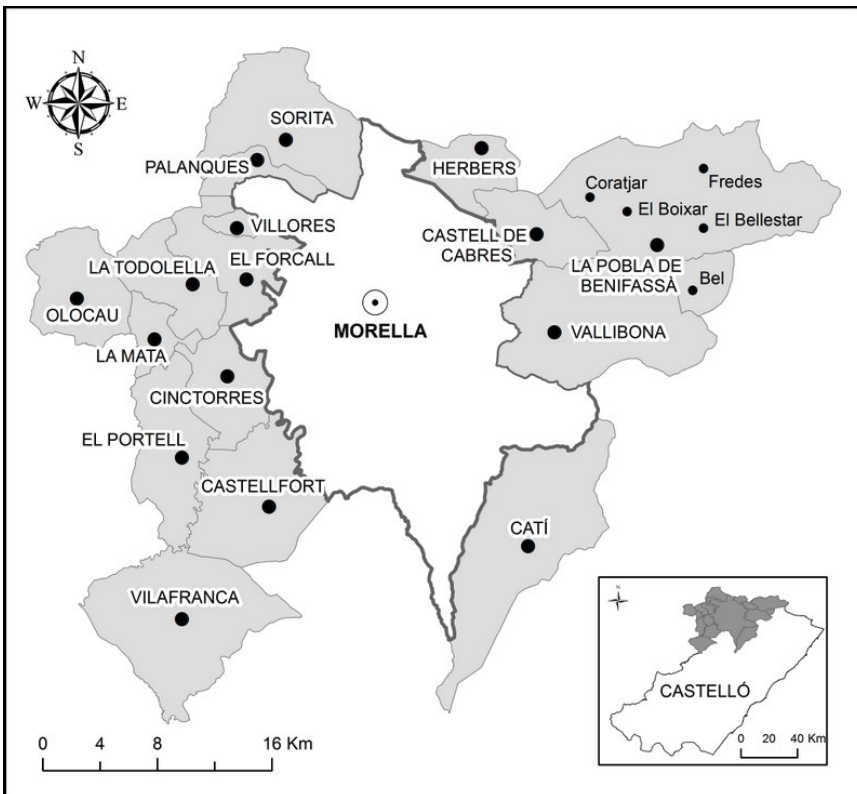 N
W E
S
SORITA
PALANQUES
HERBERS
Coratjar
Fredes
El Boixar
El Bellestar
VILLORES
CASTELL DE
CABRES
LA TODOLELLA
EL FORCALL
LA POBLA DE
BENIFASSÀ
Bel
OLOCAU
MORELLA
VALLIBONA
LA MATA
CINCTORRES
EL PORTELL
CASTELLFORT
CATÍ
VILAFRANCA
N
CASTELLÓ
0 20 40 Km
0 4 8 16 Km